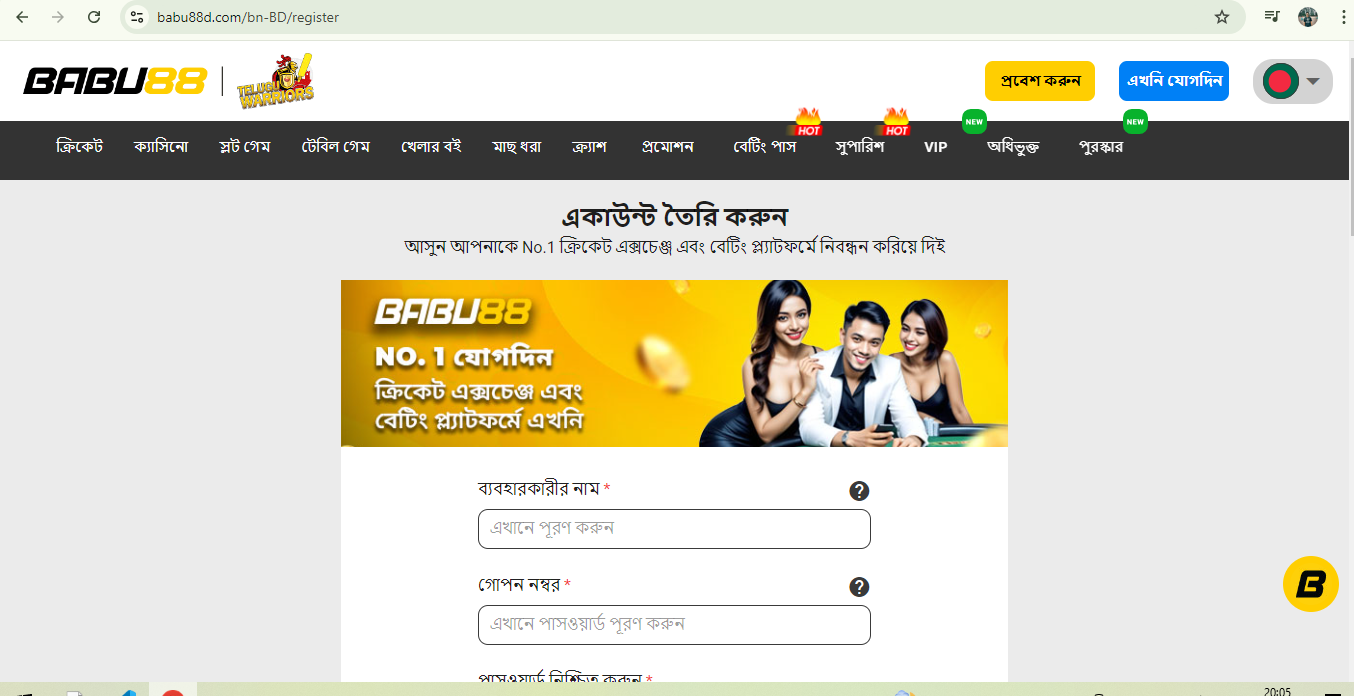 babu88d.com/bn-BD/register
BABU88
TELUGU
WARRIORS
প্রবেশ করুন
এখনি যোগদিন
HOT
HOT
NEW
NEW
ক্রিকেট ক্যাসিনো স্লট গেম টেবিল গেম খেলার বই মাছ ধরা ক্র্যাশ প্রমোশন বেটিং পাস সুপারিশ VIP অধিভুক্ত পুরস্কার
একাউন্ট তৈরি করুন
আসুন আপনাকে No.1 ক্রিকেট এক্সচেঞ্জ এবং বেটিং প্ল্যাটফর্মে নিবন্ধন করিয়ে দিই
BABU88
NO. 1 যোগদিন
ক্রিকেট এক্সচেঞ্জ এবং
বেটিং প্ল্যাটফর্মে এখনি
ব্যবহারকারীর নাম *
এখানে পূরণ করুন
গোপন নম্বর *
এখানে পাসওয়ার্ড পূরণ করুন
B
পাসওয়ার্ড নিশ্চিত করুন *
20:05